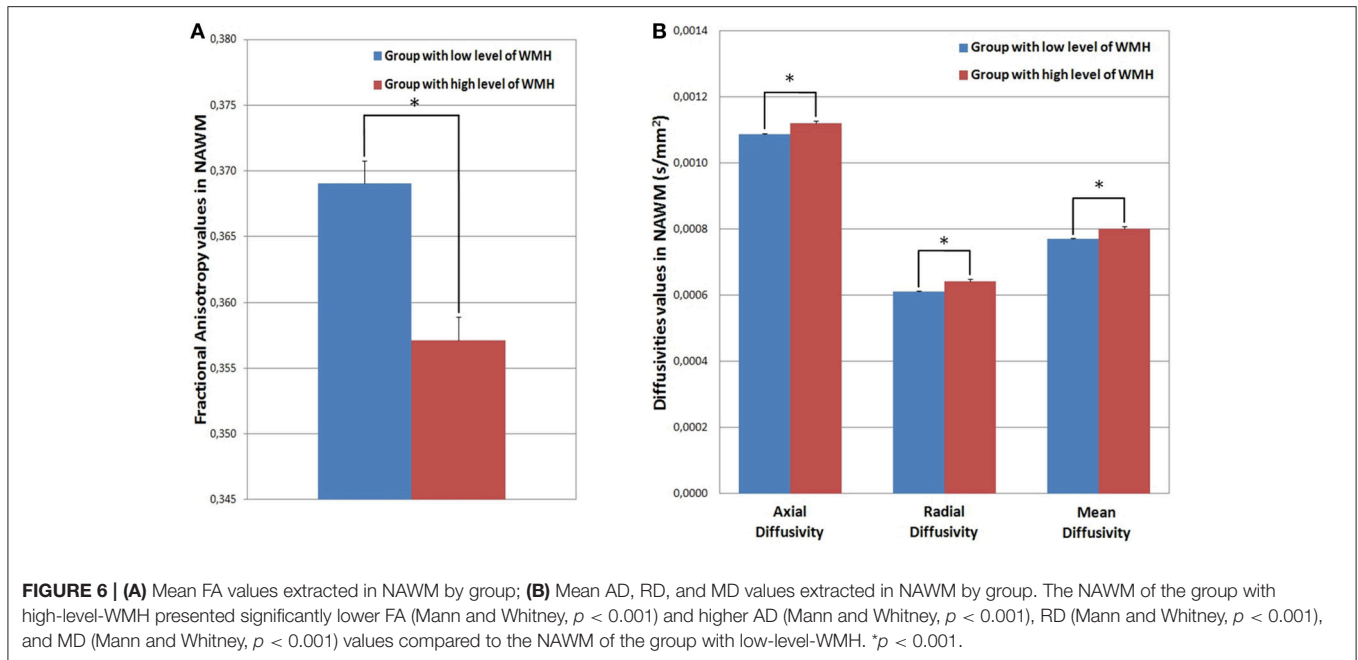 A
Fractional Anisotropy values in NAWM
0,380
0,375
0,370
0,365
0,360
0,355
0,350
0,345
Group with low level of WMH
Group with high level of WMH
*
B
Diffusivities values in NAWM (s/mm²)
0,0014
0,0012
0,0010
0,0008
0,0006
0,0004
0,0002
0,0000
Group with low level of WMH
Group with high level of WMH
*
*
*
Axial
Diffusivity
Radial
Diffusivity
Mean
Diffusivity
FIGURE 6 | (A) Mean FA values extracted in NAWM by group; (B) Mean AD, RD, and MD values extracted in NAWM by group. The NAWM of the group with
high-level-WMH presented significantly lower FA (Mann and Whitney, p < 0.001) and higher AD (Mann and Whitney, p < 0.001), RD (Mann and Whitney, p < 0.001),
and MD (Mann and Whitney, p < 0.001) values compared to the NAWM of the group with low-level-WMH. *p < 0.001.